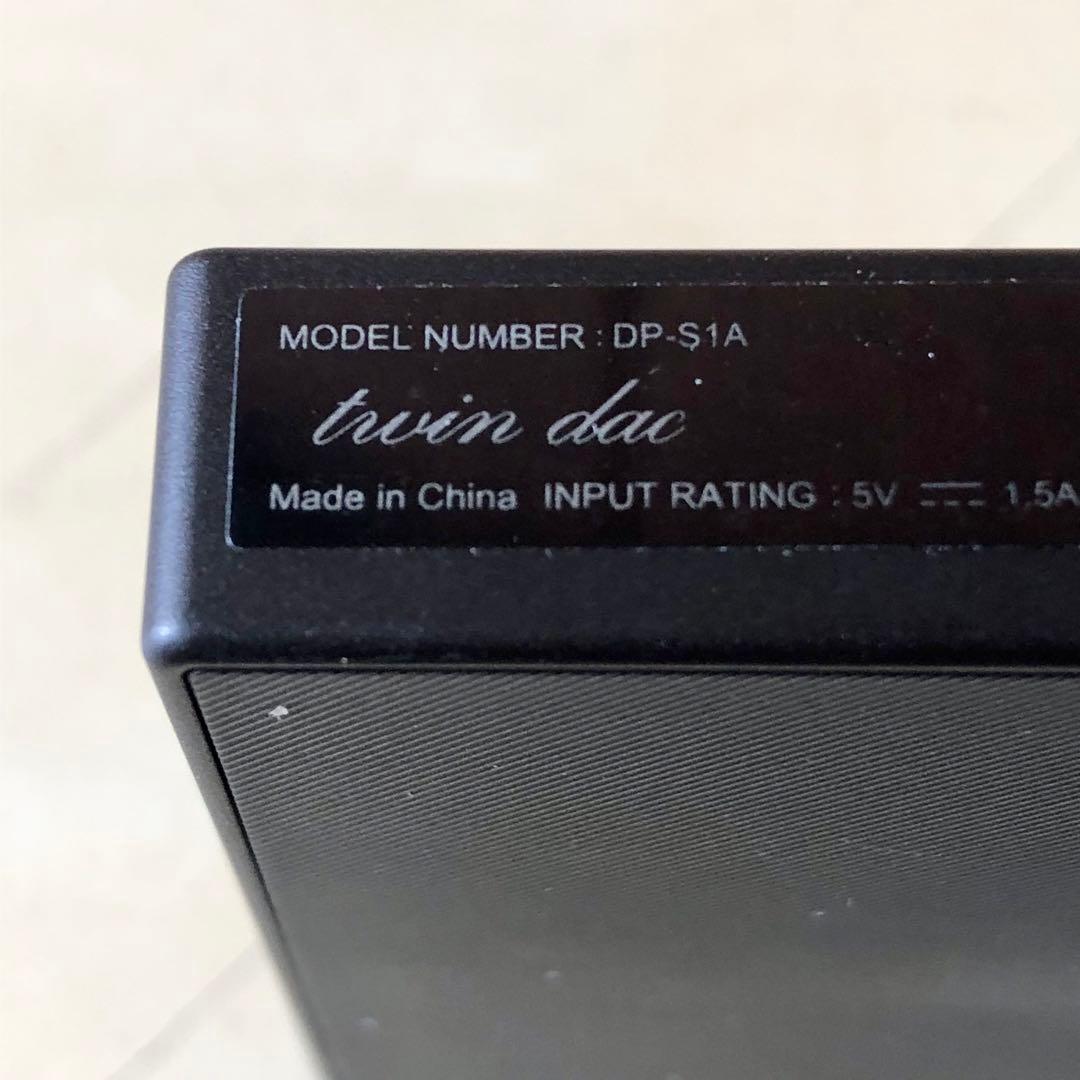 MODEL NUMBER : DP-S1A
twin dac
Made in China INPUT RATING : 5V ⎓ 1.5A